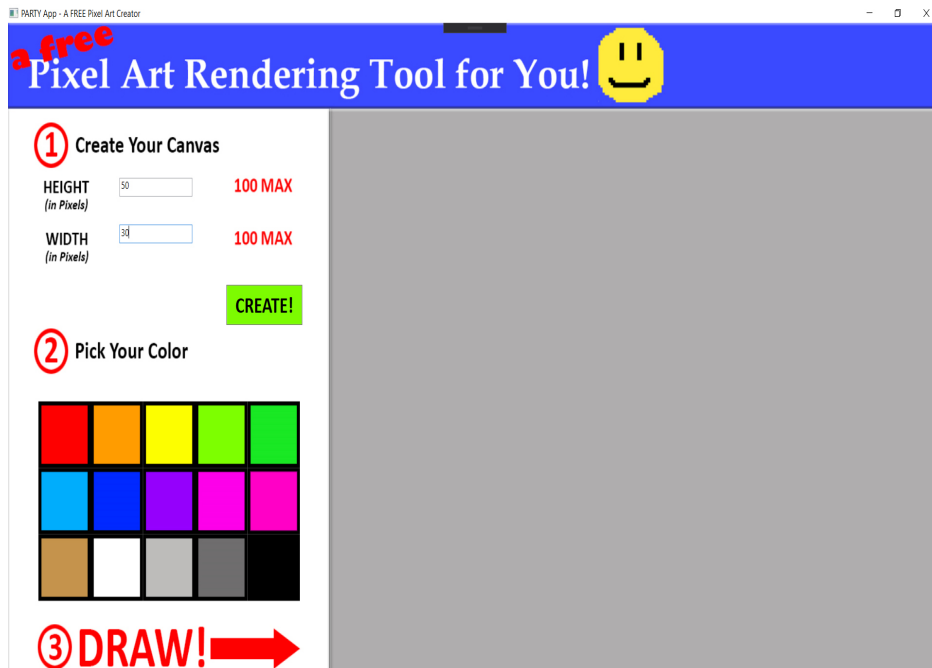 PARTY App - A FREE Pixel Art Creator
a free
Pixel Art Rendering Tool for You!
1 Create Your Canvas
HEIGHT 50 100 MAX
(in Pixels)
WIDTH 30 100 MAX
(in Pixels)
CREATE!
2 Pick Your Color
3 DRAW!